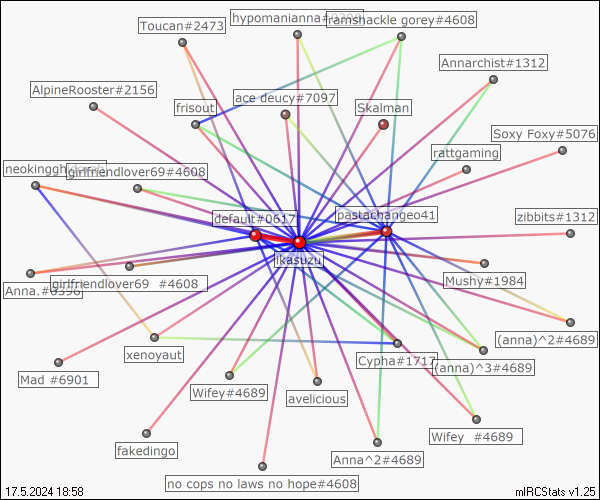 hypomanianna#0396
ramshackle gorey#4608
Toucan#2473
Annarchist#1312
AlpineRooster#2156
ace deucy#7097
frisout
Skalman
Soxy Foxy#5076
rattgaming
neokinggh
girlfriendlover69#4608
default#0617
pastachangeo41
zibbits#1312
ikasuzu
Mushy#1984
girlfriendlover69 #4608
Anna.#0396
(anna)^2#4689
xenoyaut
Cypha#1717
(anna)^3#4689
Mad #6901
Wifey#4689
avelicious
Wifey #4689
fakedingo
Anna^2#4689
no cops no laws no hope#4608
17.5.2024 18:58
mIRCStats v1.25